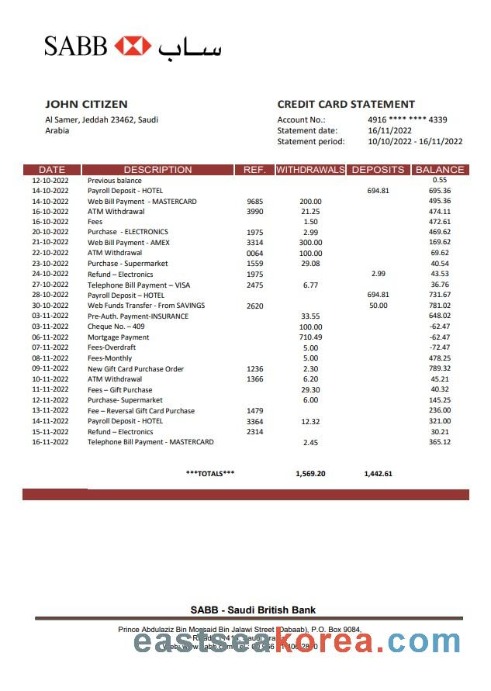 SABB ساب
JOHN CITIZEN CREDIT CARD STATEMENT
Al Samer, Jeddah 23462, Saudi Account No.: 4916 **** **** 4339
Arabia Statement date: 16/11/2022
Statement period: 10/10/2022 - 16/11/2022
DATE DESCRIPTION REF. WITHDRAWALS DEPOSITS BALANCE
12-10-2022 Previous balance 0.55
14-10-2022 Payroll Deposit - HOTEL 694.81 695.36
14-10-2022 Web Bill Payment - MASTERCARD 9685 200.00 495.36
16-10-2022 ATM Withdrawal 3990 21.25 474.11
16-10-2022 Fees 1.50 472.61
20-10-2022 Purchase - ELECTRONICS 1975 2.99 469.62
21-10-2022 Web Bill Payment - AMEX 3314 300.00 169.62
22-10-2022 ATM Withdrawal 0064 100.00 69.62
23-10-2022 Purchase - Supermarket 1559 29.08 40.54
24-10-2022 Refund – Electronics 1975 2.99 43.53
27-10-2022 Telephone Bill Payment – VISA 2475 6.77 36.76
28-10-2022 Payroll Deposit – HOTEL 694.81 731.67
30-10-2022 Web Funds Transfer - From SAVINGS 2620 50.00 781.02
03-11-2022 Pre-Auth. Payment-INSURANCE 33.55 648.02
03-11-2022 Cheque No. – 409 100.00 -62.47
06-11-2022 Mortgage Payment 710.49 -62.47
07-11-2022 Fees-Overdraft 5.00 -72.47
08-11-2022 Fees-Monthly 5.00 478.25
09-11-2022 New Gift Card Purchase Order 1236 2.30 789.32
10-11-2022 ATM Withdrawal 1366 6.20 45.21
11-11-2022 Fees – Gift Purchase 29.30 40.32
12-11-2022 Purchase- Supermarket 6.00 145.25
13-11-2022 Fee – Reversal Gift Card Purchase 1479 236.00
14-11-2022 Payroll Deposit - HOTEL 3364 12.32 321.00
15-11-2022 Refund – Electronics 2314 30.21
16-11-2022 Telephone Bill Payment - MASTERCARD 2.45 365.12
***TOTALS*** 1,569.20 1,442.61
SABB - Saudi British Bank
Prince Abdulaziz Bin Mossaid Bin Jalawi Street (Dabaab), P.O. Box 9084,
eastseakorea.com